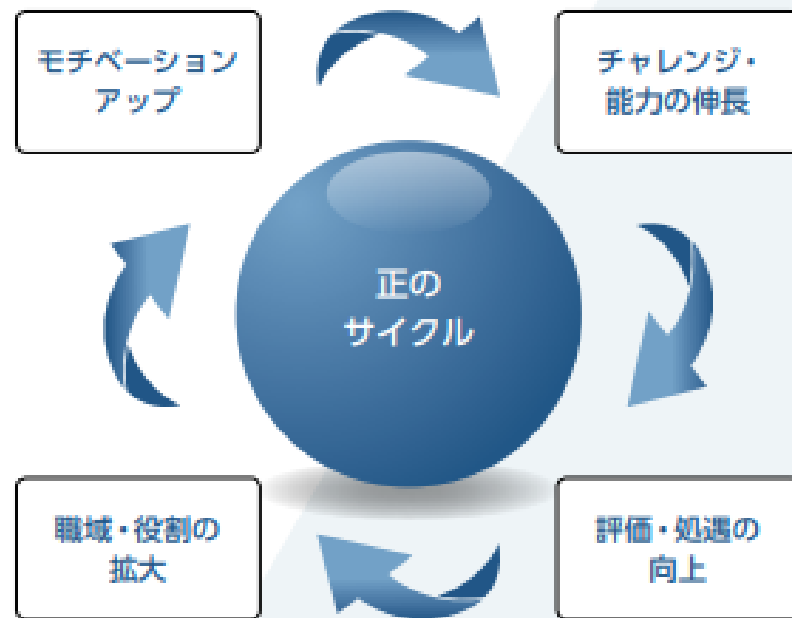 モチベーション
アップ
チャレンジ・
能力の伸長
正の
サイクル
職域・役割の
拡大
評価・処遇の
向上